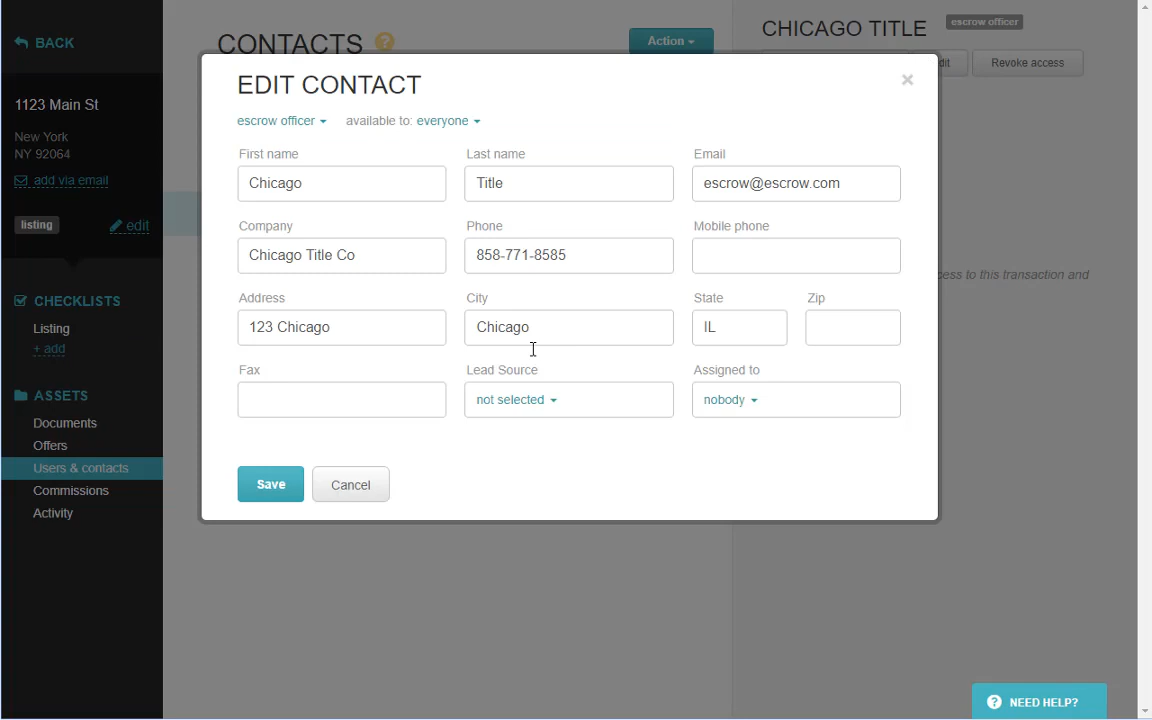 BACK
1123 Main St
New York
NY 92064
add via email
listing
edit
CHECKLISTS
Listing
+ add
ASSETS
Documents
Offers
Users & contacts
Commissions
Activity
CONTACTS ?
Action
CHICAGO TITLE escrow officer
Revoke access
cess to this transaction and
EDIT CONTACT ×
escrow officer available to: everyone
First name Last name Email
Chicago Title escrow@escrow.com
Company Phone Mobile phone
Chicago Title Co 858-771-8585
Address City State Zip
123 Chicago Chicago IL
Fax Lead Source Assigned to
not selected nobody
Save Cancel
? NEED HELP?